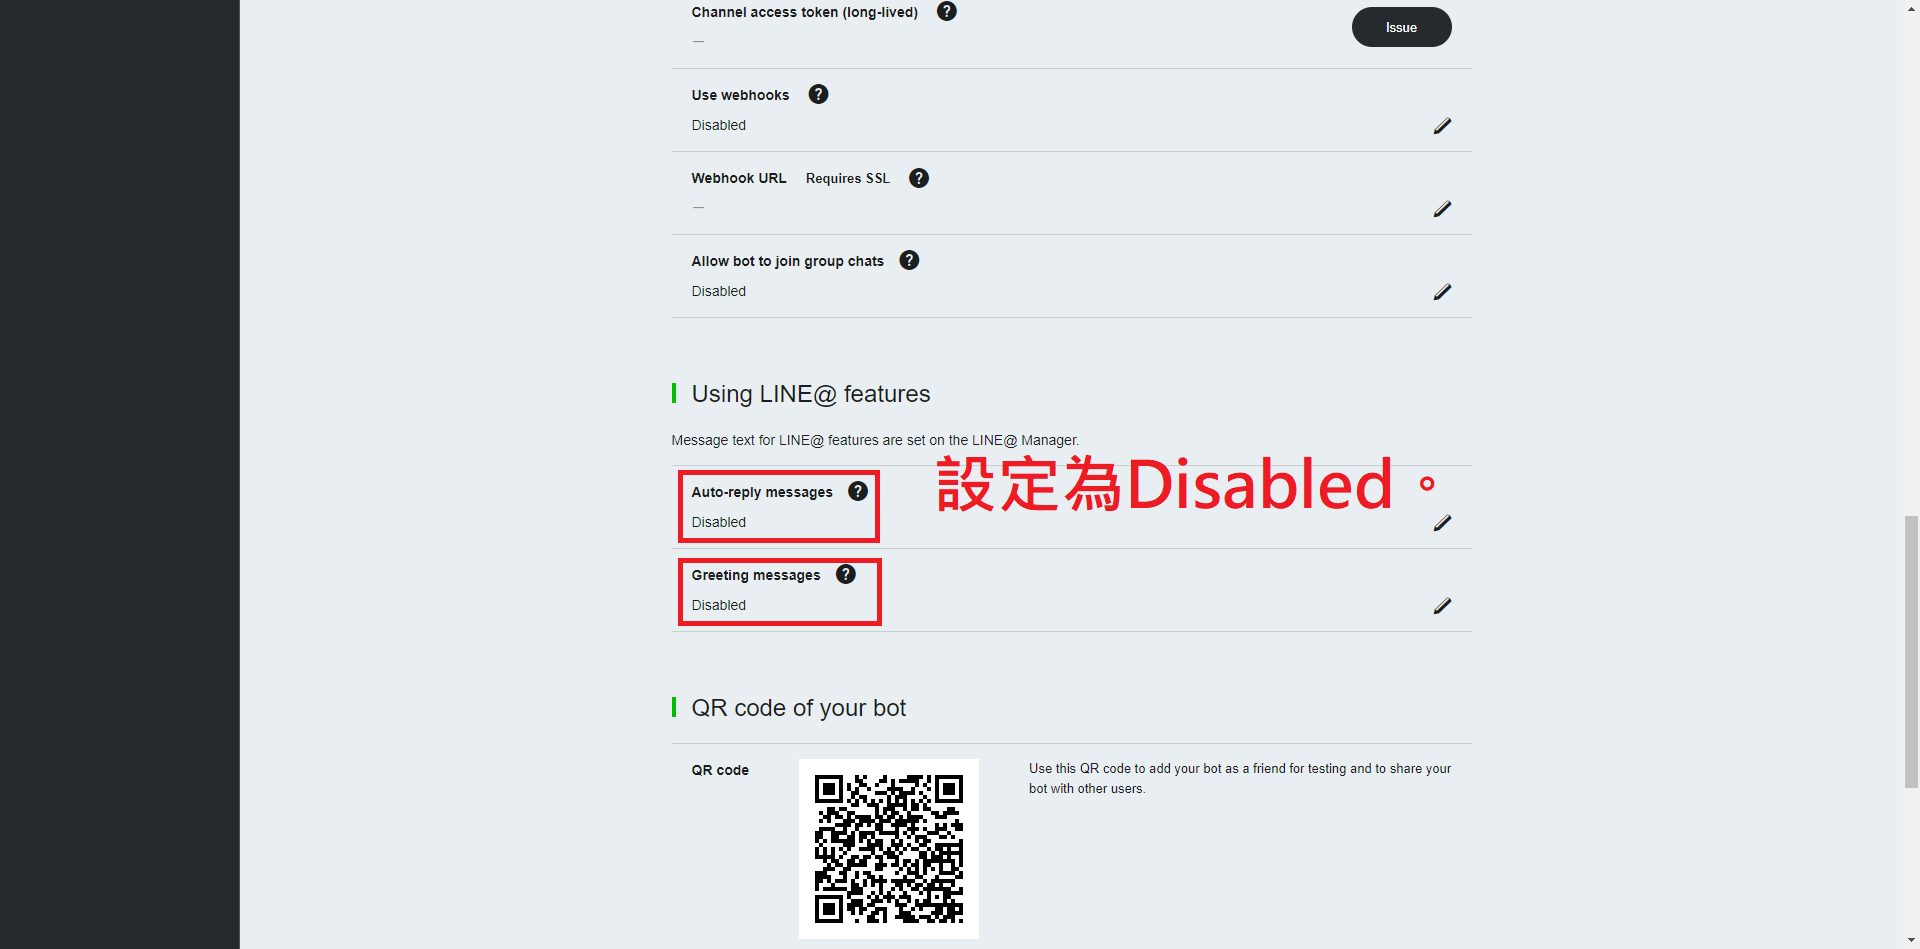 Channel access token (long-lived) ?
—
Issue
Use webhooks ?
Disabled
Webhook URL Requires SSL ?
—
Allow bot to join group chats ?
Disabled
Using LINE@ features
Message text for LINE@ features are set on the LINE@ Manager.
設定為Disabled。
Auto-reply messages ?
Disabled
Greeting messages ?
Disabled
QR code of your bot
QR code
Use this QR code to add your bot as a friend for testing and to share your
bot with other users.